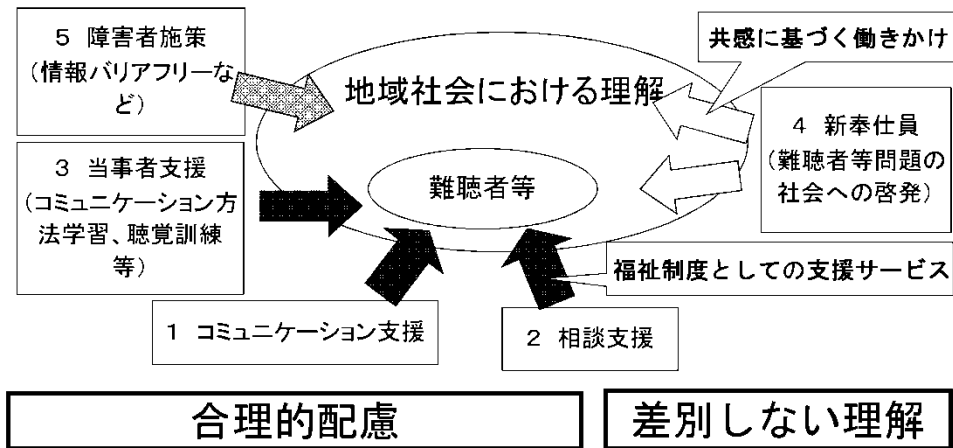 5 障害者施策
(情報バリアフリーな
ど)
共感に基づく働きかけ
地域社会における理解
4 新奉仕員
(難聴者等問題の
社会への啓発)
3 当事者支援
(コミュニケーション方
法学習、聴覚訓練
等)
難聴者等
福祉制度としての支援サービス
1 コミュニケーション支援
2 相談支援
合理的配慮
差別しない理解